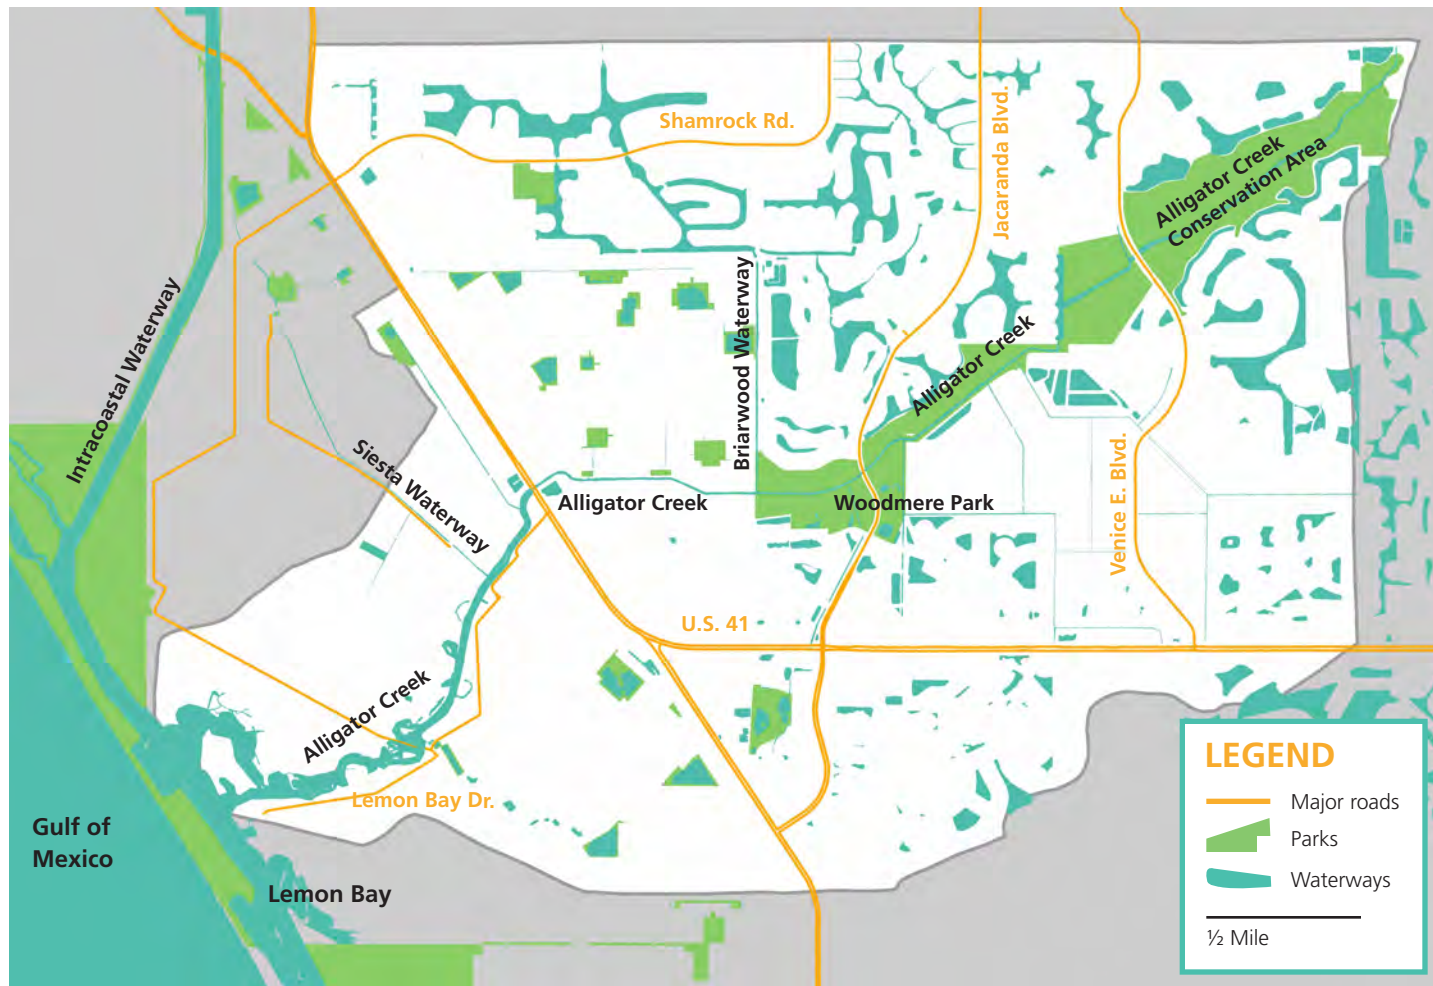 Shamrock Rd.
Jacaranda Blvd.
Alligator Creek
Conservation Area
Intracoastal Waterway
Briarwood Waterway
Alligator Creek
Siesta Waterway
Alligator Creek
Woodmere Park
Venice E. Blvd.
U.S. 41
Alligator Creek
Lemon Bay Dr.
Gulf of
Mexico
Lemon Bay
LEGEND
Major roads
Parks
Waterways
½ Mile